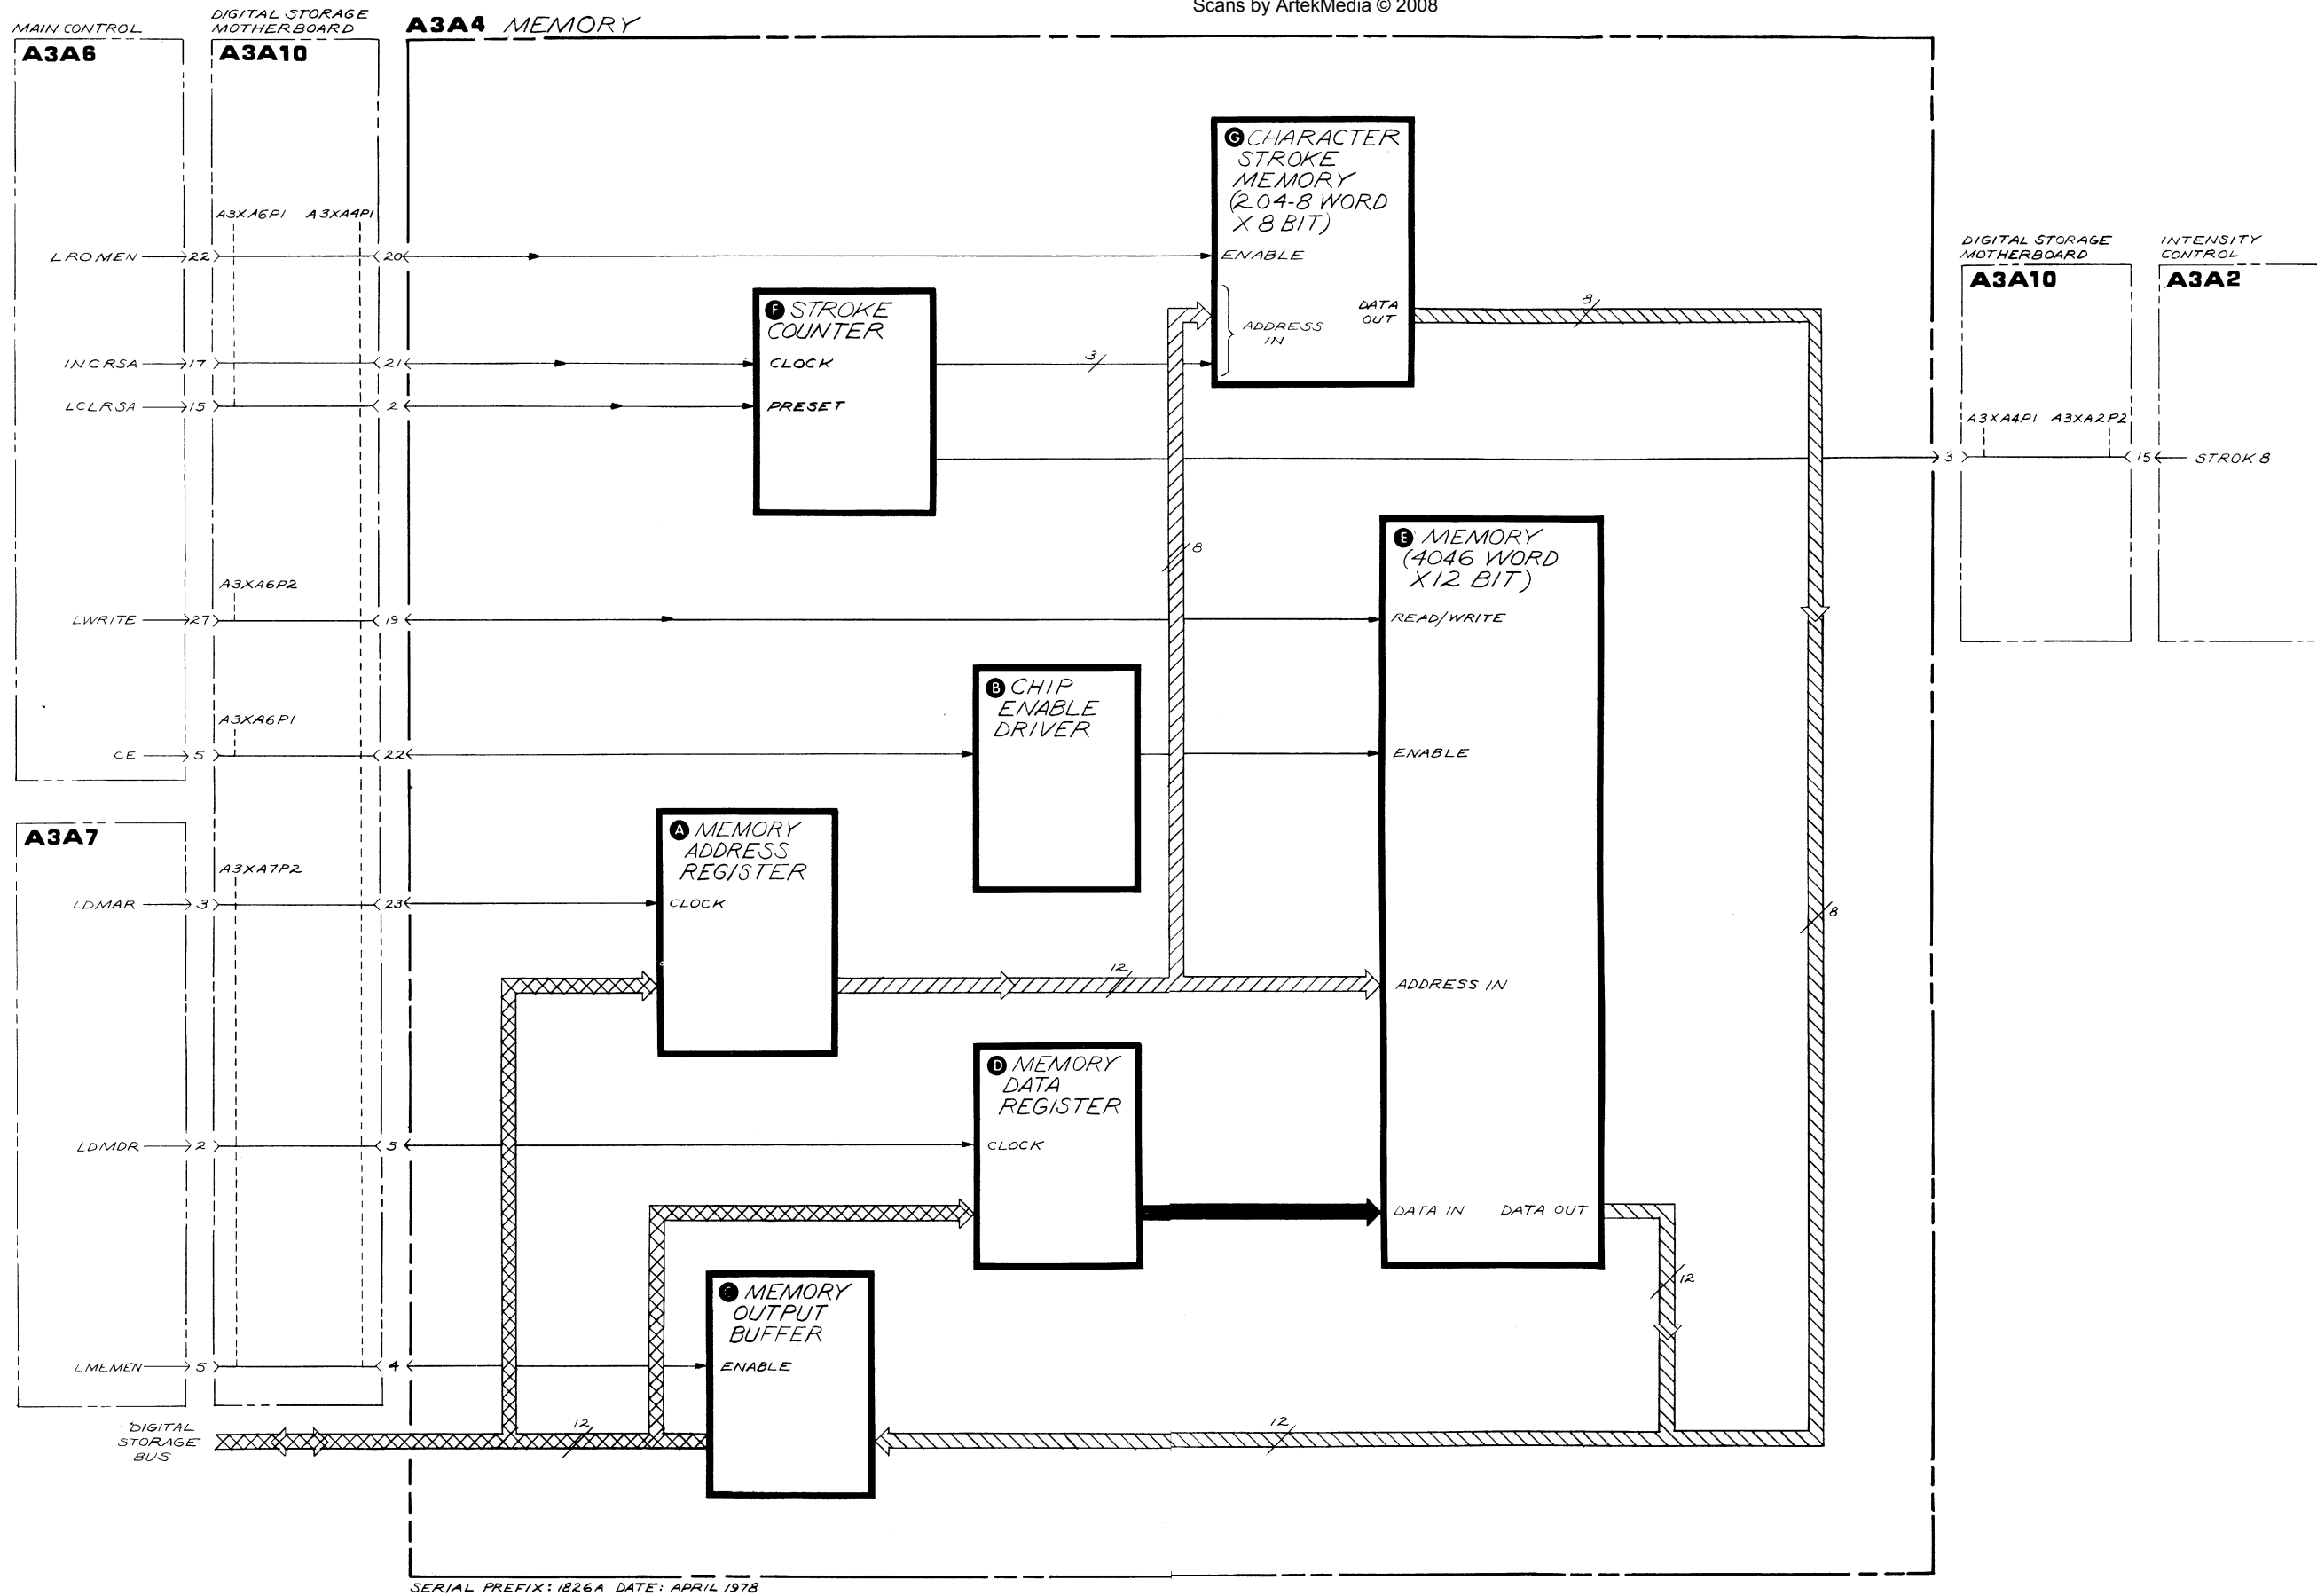 Scans by ArtekMedia © 2008
MAIN CONTROL
A3A6
DIGITAL STORAGE
MOTHERBOARD
A3A10
A3A4 MEMORY
A3XA6P1 A3XA4P1
LROMEN 22 20
INCRSA 17 21
LCLRSA 15 2
A3XA6P2
LWRITE 27 19
A3XA6P1
CE 5 22
A3A7
A3XA7P2
LDMAR 3 23
LDMDR 2 5
LMEMEN 5 4
DIGITAL
STORAGE
BUS
12
G CHARACTER
STROKE
MEMORY
(204-8 WORD
X 8 BIT)
ENABLE
ADDRESS
IN
DATA
OUT
8
F STROKE
COUNTER
CLOCK
PRESET
3
8
E MEMORY
(4046 WORD
X12 BIT)
READ/WRITE
ENABLE
ADDRESS IN
DATA IN DATA OUT
B CHIP
ENABLE
DRIVER
A MEMORY
ADDRESS
REGISTER
CLOCK
12
D MEMORY
DATA
REGISTER
CLOCK
C MEMORY
OUTPUT
BUFFER
ENABLE
12
12
8
DIGITAL STORAGE
MOTHERBOARD
A3A10
INTENSITY
CONTROL
A3A2
A3XA4P1 A3XA2P2
3 15 STROK 8
SERIAL PREFIX: 1826A DATE: APRIL 1978